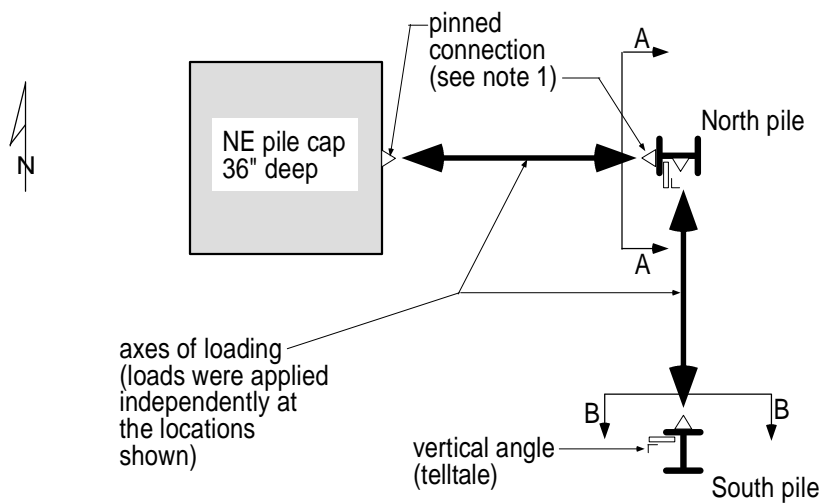 pinned
connection
(see note 1)
A
North pile
NE pile cap
36" deep
N
A
axes of loading
(loads were applied
independently at
the locations
shown)
B
B
vertical angle
(telltale)
South pile